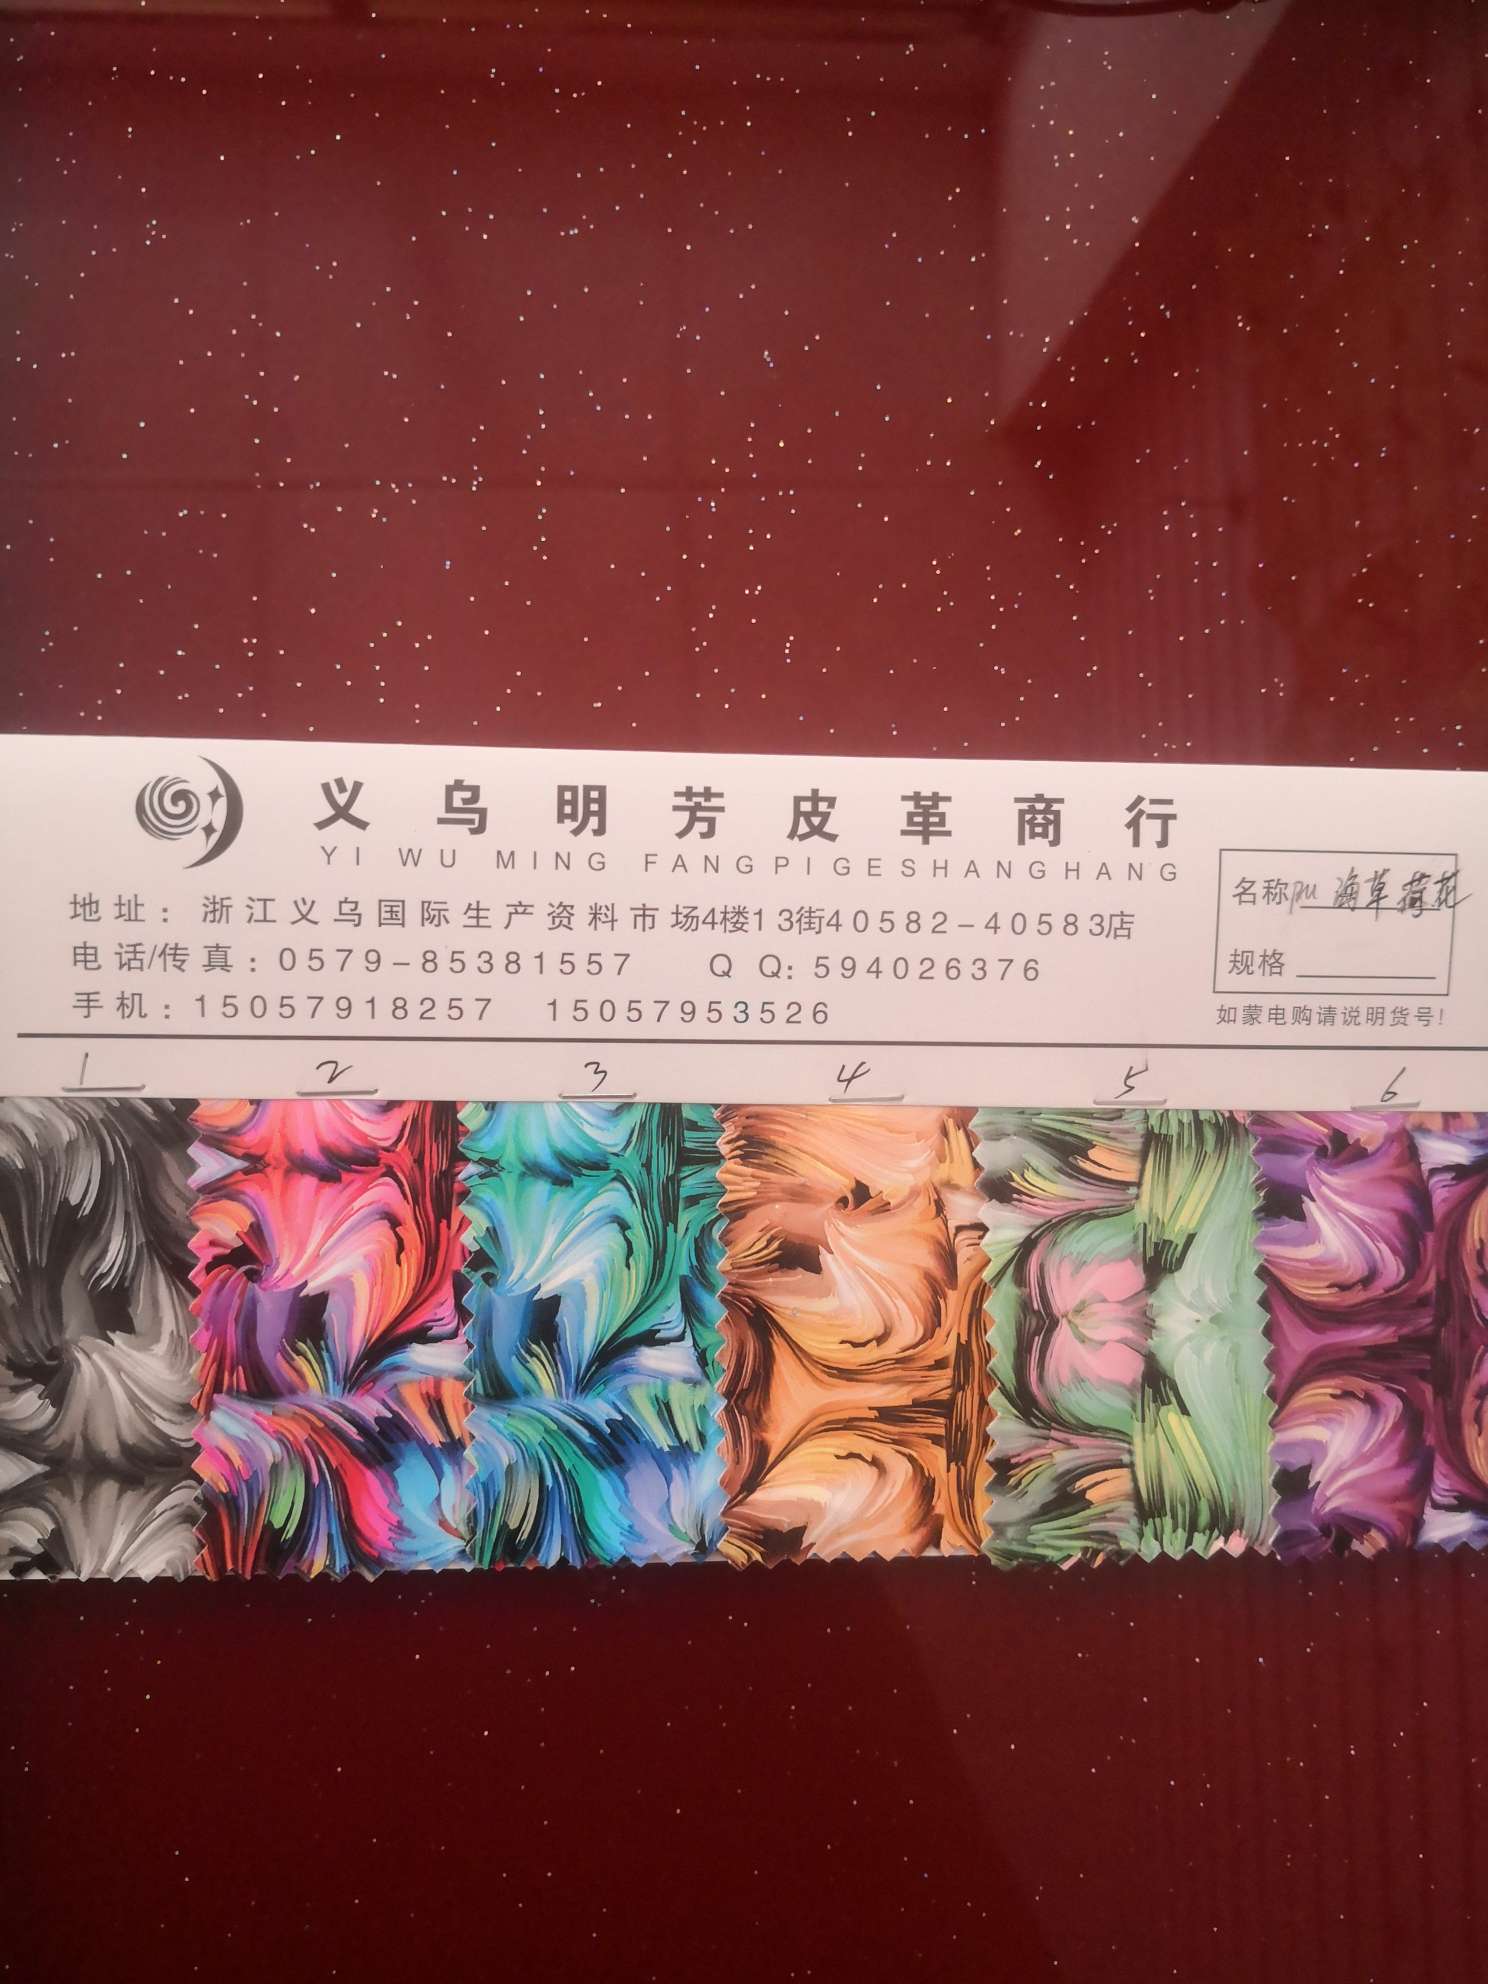 义乌明芳皮革商行
YI WU MING FANGPIGESHANGHANG
地址：浙江义乌国际生产资料市场4楼13街40582-40583店
电话/传真：0579-85381557 QQ:594026376
手机：15057918257 15057953526
名称 PU 海草荷花
规格
如蒙电购请说明货号!
1 2 3 4 5 6